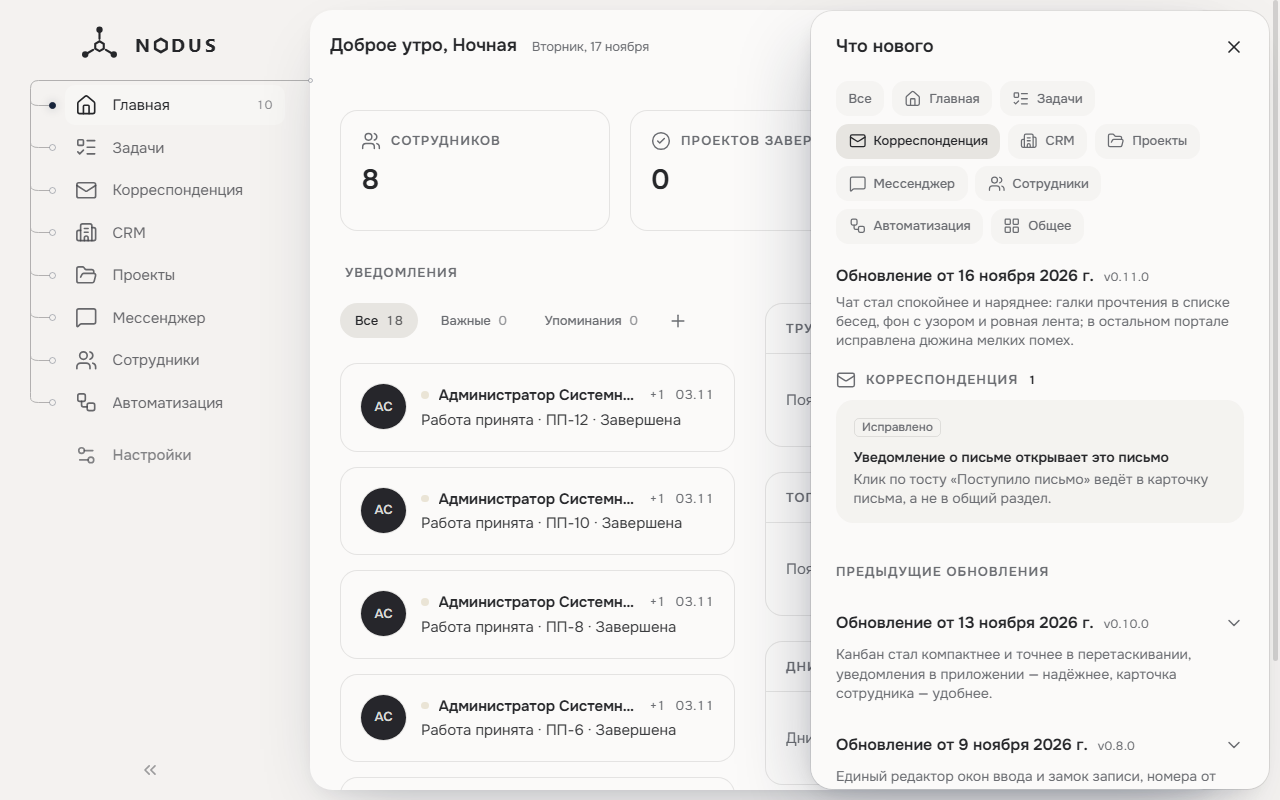 NODUS
Главная 10
Задачи
Корреспонденция
CRM
Проекты
Мессенджер
Сотрудники
Автоматизация
Настройки
Доброе утро, Ночная Вторник, 17 ноября
СОТРУДНИКОВ
8
ПРОЕКТОВ ЗАВЕР
0
УВЕДОМЛЕНИЯ
Все 18 Важные 0 Упоминания 0
АС
Администратор Системн... +1 03.11
Работа принята · ПП-12 · Завершена
АС
Администратор Системн... +1 03.11
Работа принята · ПП-10 · Завершена
АС
Администратор Системн... +1 03.11
Работа принята · ПП-8 · Завершена
АС
Администратор Системн... +1 03.11
Работа принята · ПП-6 · Завершена
ТРУ
Поя
ТОП
Поя
ДНИ
Дни
Что нового
Все Главная Задачи
Корреспонденция CRM Проекты
Мессенджер Сотрудники
Автоматизация Общее
Обновление от 16 ноября 2026 г. v0.11.0
Чат стал спокойнее и наряднее: галки прочтения в списке
бесед, фон с узором и ровная лента; в остальном портале
исправлена дюжина мелких помех.
КОРРЕСПОНДЕНЦИЯ 1
Исправлено
Уведомление о письме открывает это письмо
Клик по тосту «Поступило письмо» ведёт в карточку
письма, а не в общий раздел.
ПРЕДЫДУЩИЕ ОБНОВЛЕНИЯ
Обновление от 13 ноября 2026 г. v0.10.0
Канбан стал компактнее и точнее в перетаскивании,
уведомления в приложении — надёжнее, карточка
сотрудника — удобнее.
Обновление от 9 ноября 2026 г. v0.8.0
Единый редактор окон ввода и замок записи, номера от